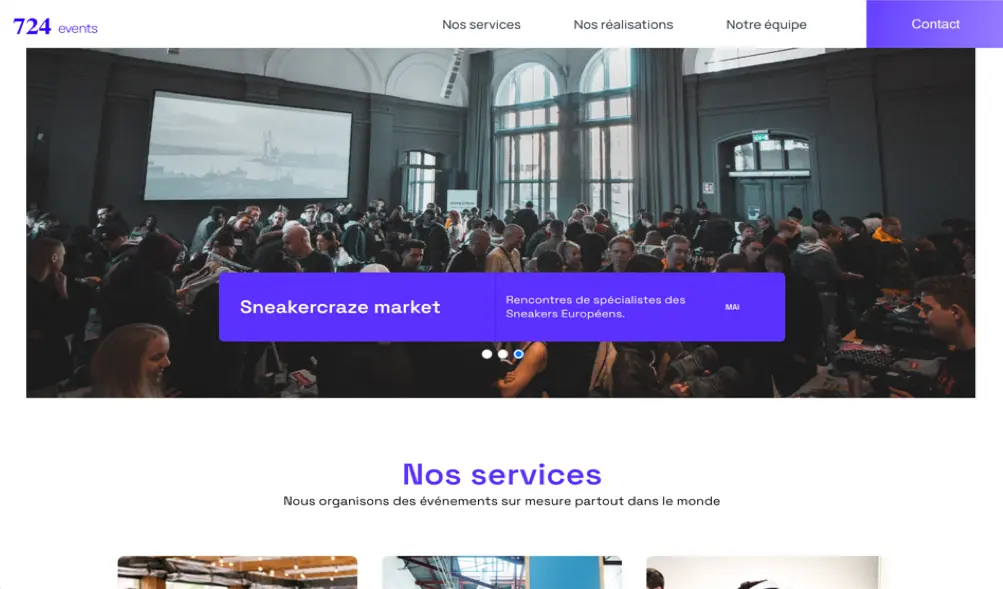 724 events
Nos services
Nos réalisations
Notre équipe
Contact
Sneakercraze market
Rencontres de spécialistes des
Sneakers Européens.
MAI
Nos services
Nous organisons des événements sur mesure partout dans le monde